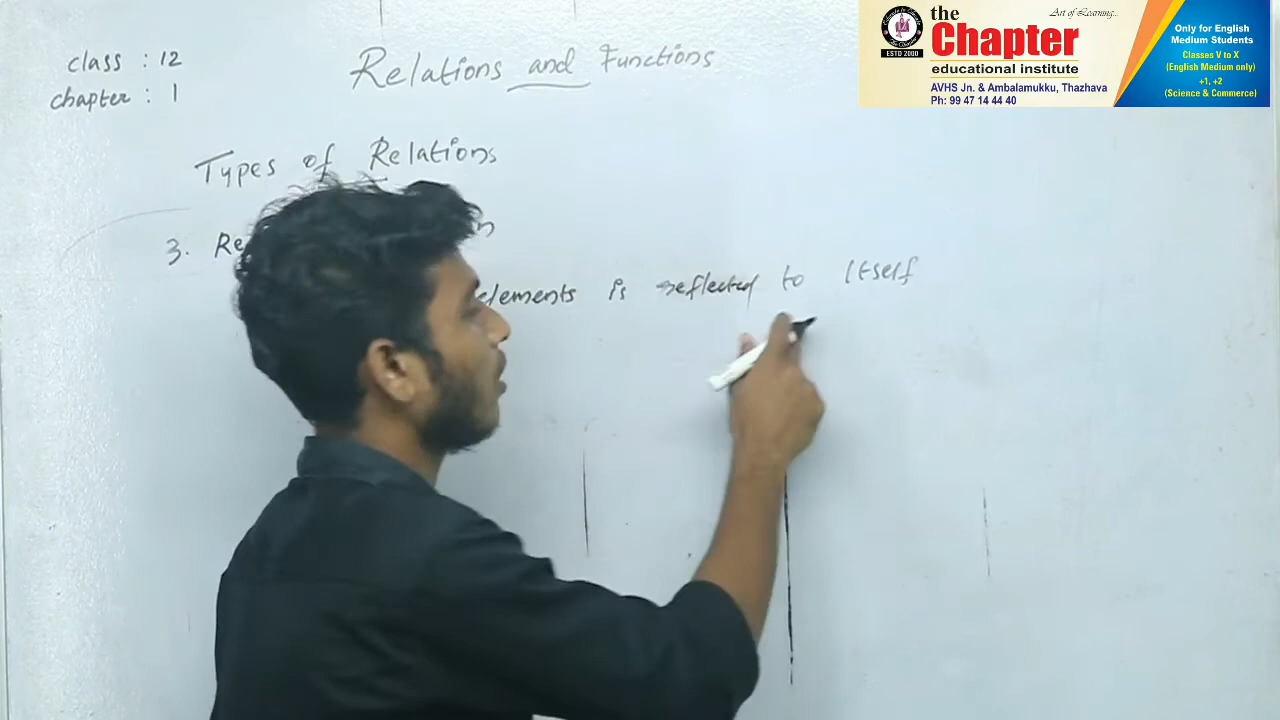 class : 12
chapter : 1
Relations and Functions
Types of Relations
3. Re
elements is reflected to Itself
ESTD 2000
the
Chapter
educational institute
AVHS Jn. & Ambalamukku, Thazhava
Ph: 99 47 14 44 40
Art of Learning...
Only for English
Medium Students
Classes V to X
(English Medium only)
+1, +2
(Science & Commerce)